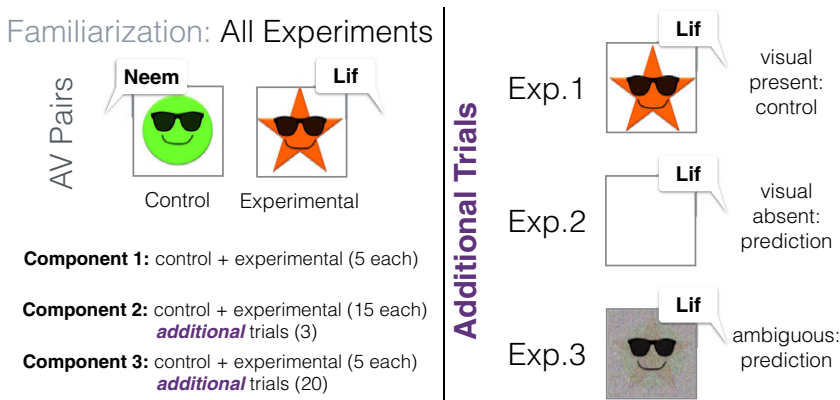 Familiarization: All Experiments
AV Pairs
Neem
Lif
Control
Experimental
Component 1: control + experimental (5 each)
Component 2: control + experimental (15 each)
additional trials (3)
Component 3: control + experimental (5 each)
additional trials (20)
Additional Trials
Exp.1
Lif
visual
present:
control
Exp.2
Lif
visual
absent:
prediction
Exp.3
Lif
ambiguous:
prediction